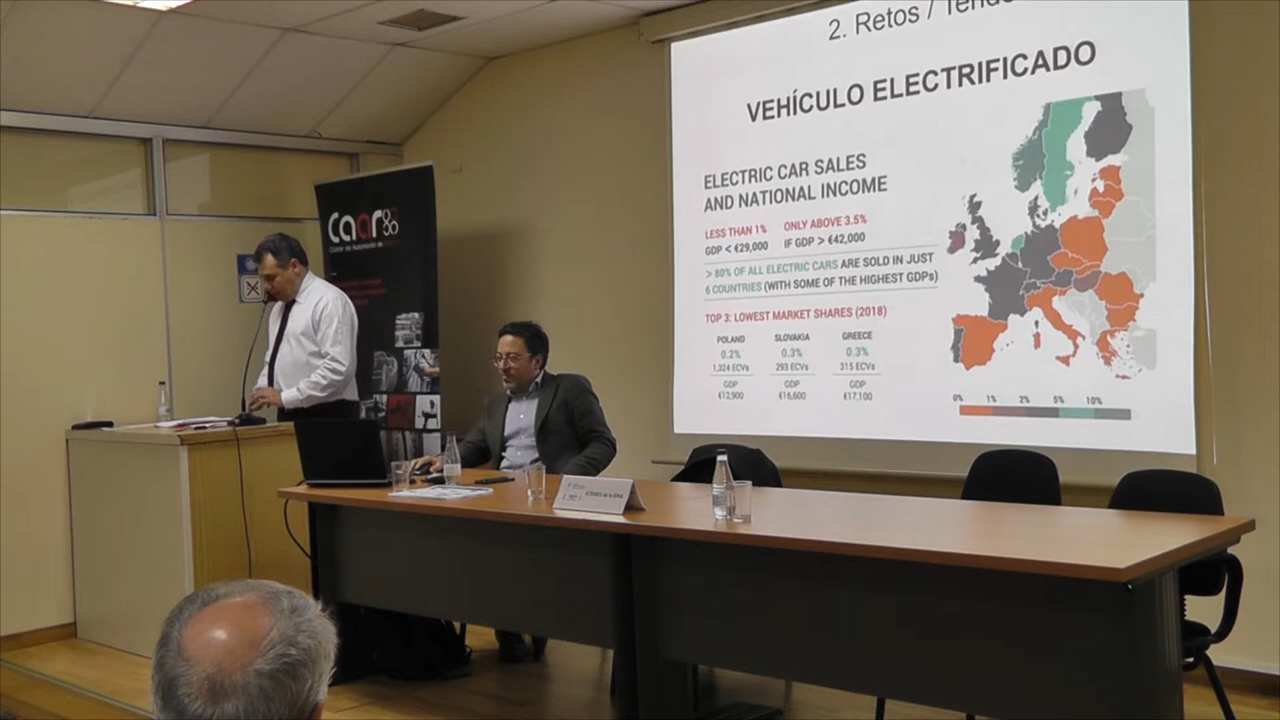 2. Retos /
VEHÍCULO ELECTRIFICADO
ELECTRIC CAR SALES
AND NATIONAL INCOME
LESS THAN 1%
GDP < €29,000
ONLY ABOVE 3.5%
IF GDP > €42,000
> 80% OF ALL ELECTRIC CARS ARE SOLD IN JUST
6 COUNTRIES (WITH SOME OF THE HIGHEST GDPs)
TOP 3: LOWEST MARKET SHARES (2018)
POLAND
0.2%
1,324 ECVs
GDP
€12,900
SLOVAKIA
0.3%
293 ECVs
GDP
€16,600
GREECE
0.3%
315 ECVs
GDP
€17,100
0% 1% 2% 5% 10%
caar